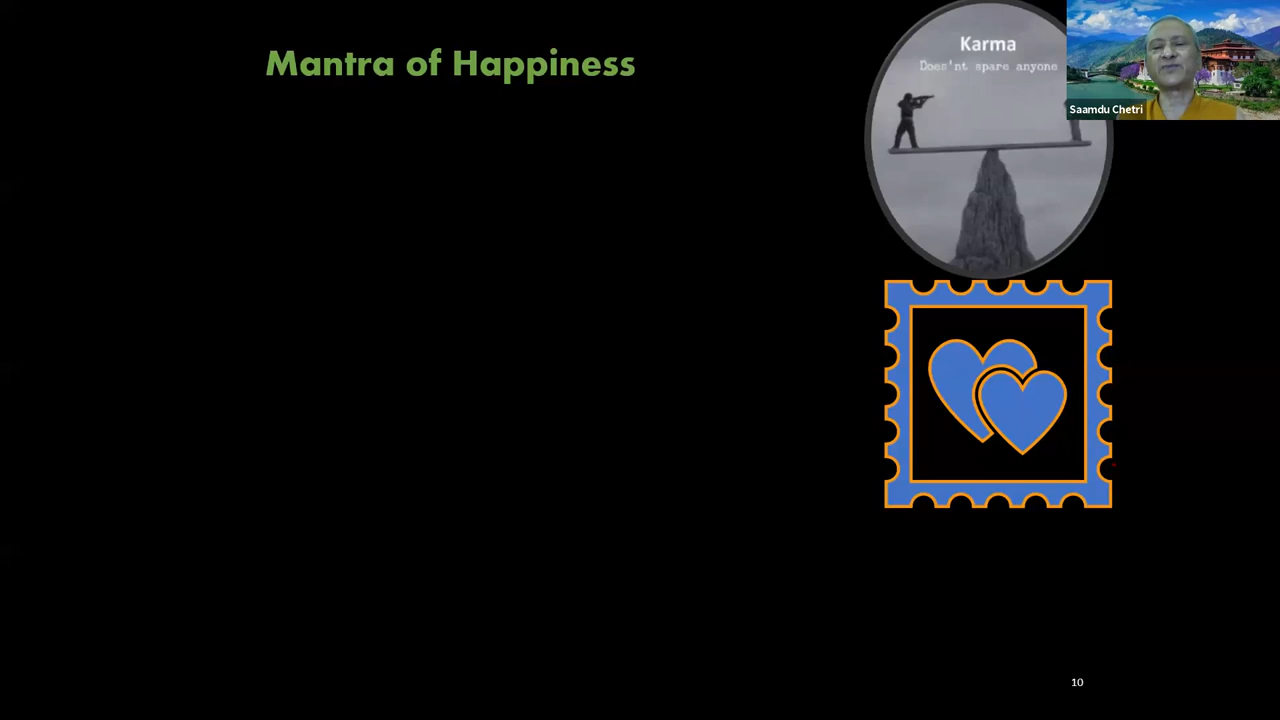 Mantra of Happiness
Karma
Does'nt spare anyone
Saamdu Chetri
10